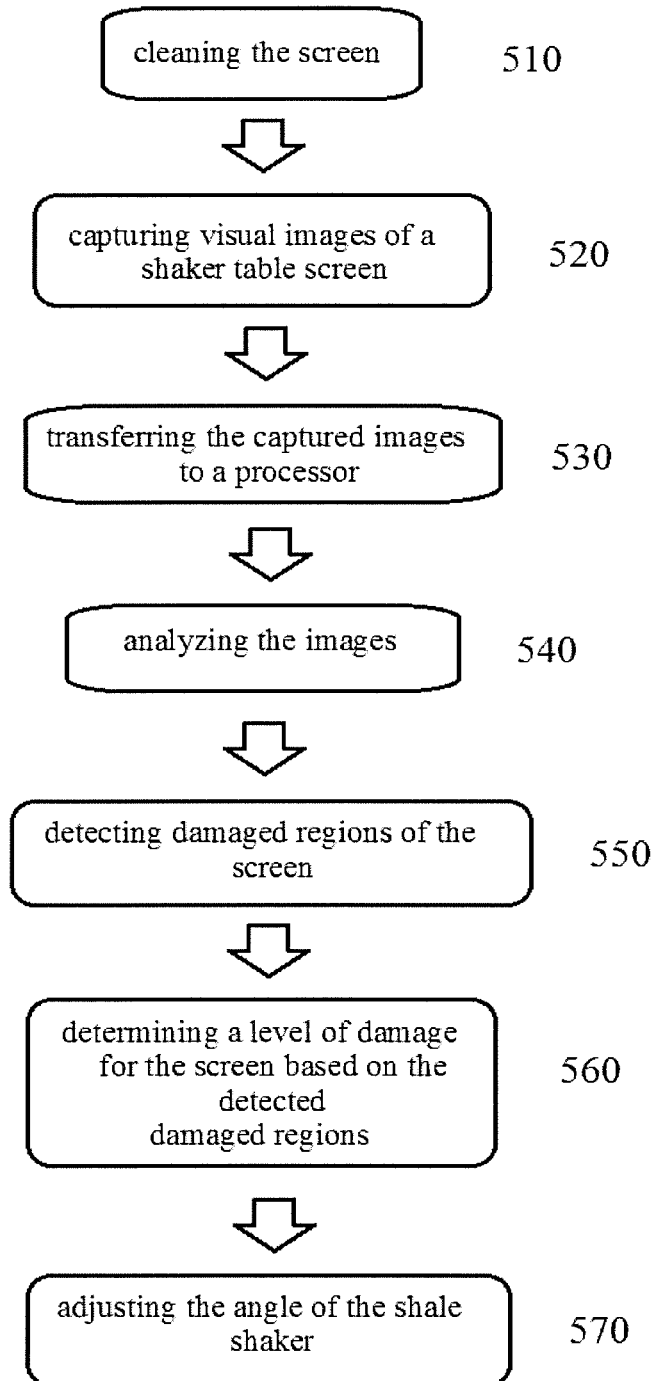 cleaning the screen 510
capturing visual images of a
shaker table screen 520
transferring the captured images
to a processor 530
analyzing the images 540
detecting damaged regions of the
screen 550
determining a level of damage
for the screen based on the
detected
damaged regions 560
adjusting the angle of the shale
shaker 570